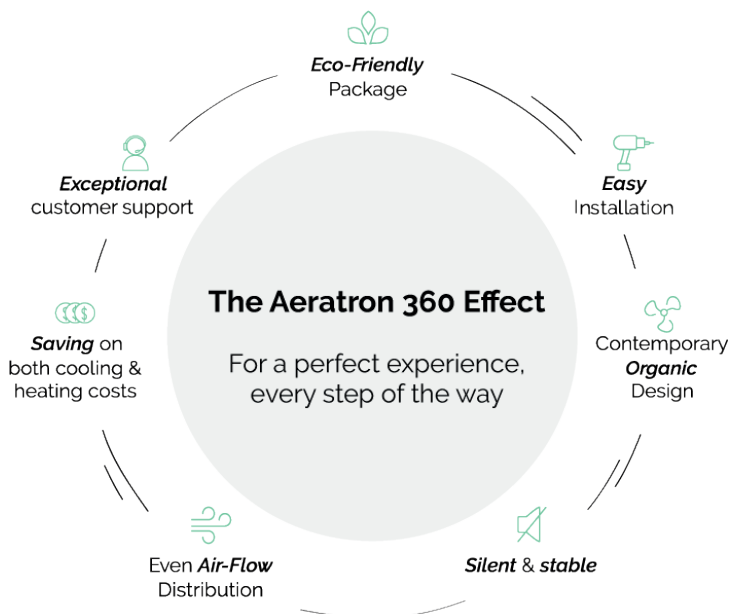 Eco-Friendly
Package
Easy
Installation
Exceptional
customer support
The Aeratron 360 Effect
Contemporary
Organic
Design
Saving on
both cooling &
heating costs
For a perfect experience,
every step of the way
Even Air-Flow
Distribution
Silent & stable